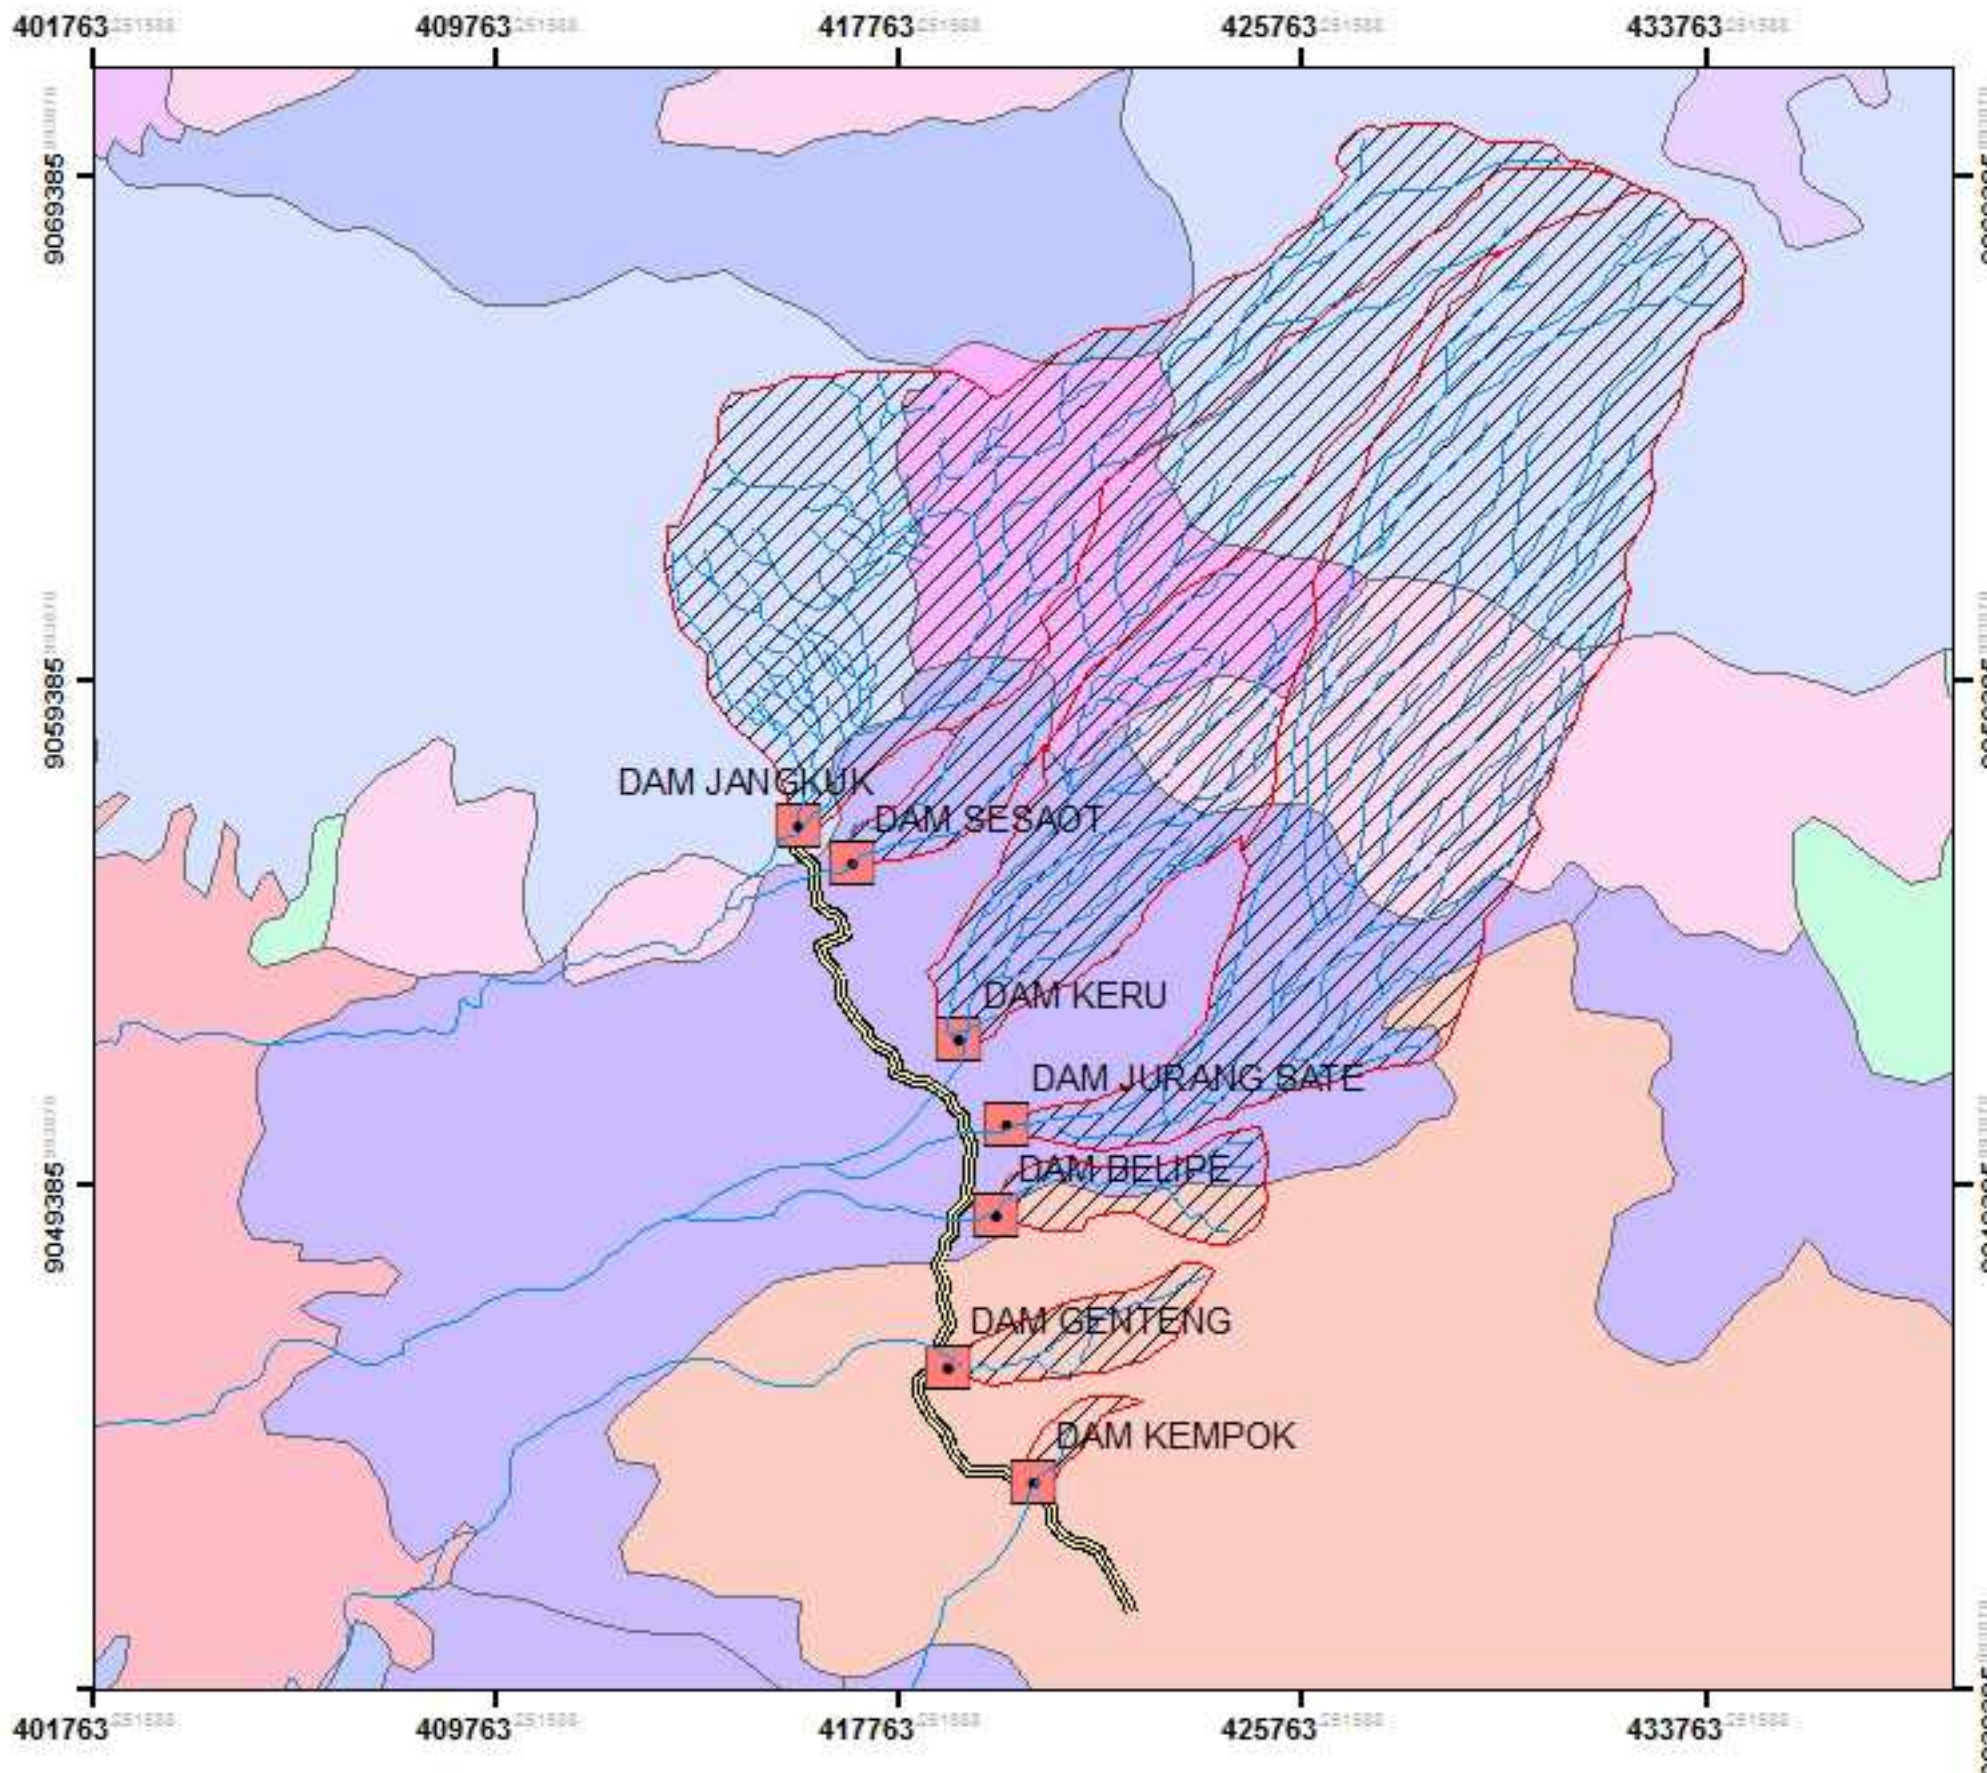 401763 409763 417763 425763 433763
9069385
9059385
DAM JANGKUK
DAM SESAOT
DAM KERU
DAM JURANG SATE
DAM BELIPE
9049385
DAM GENTENG
DAM KEMPOK
401763 409763 417763 425763 433763